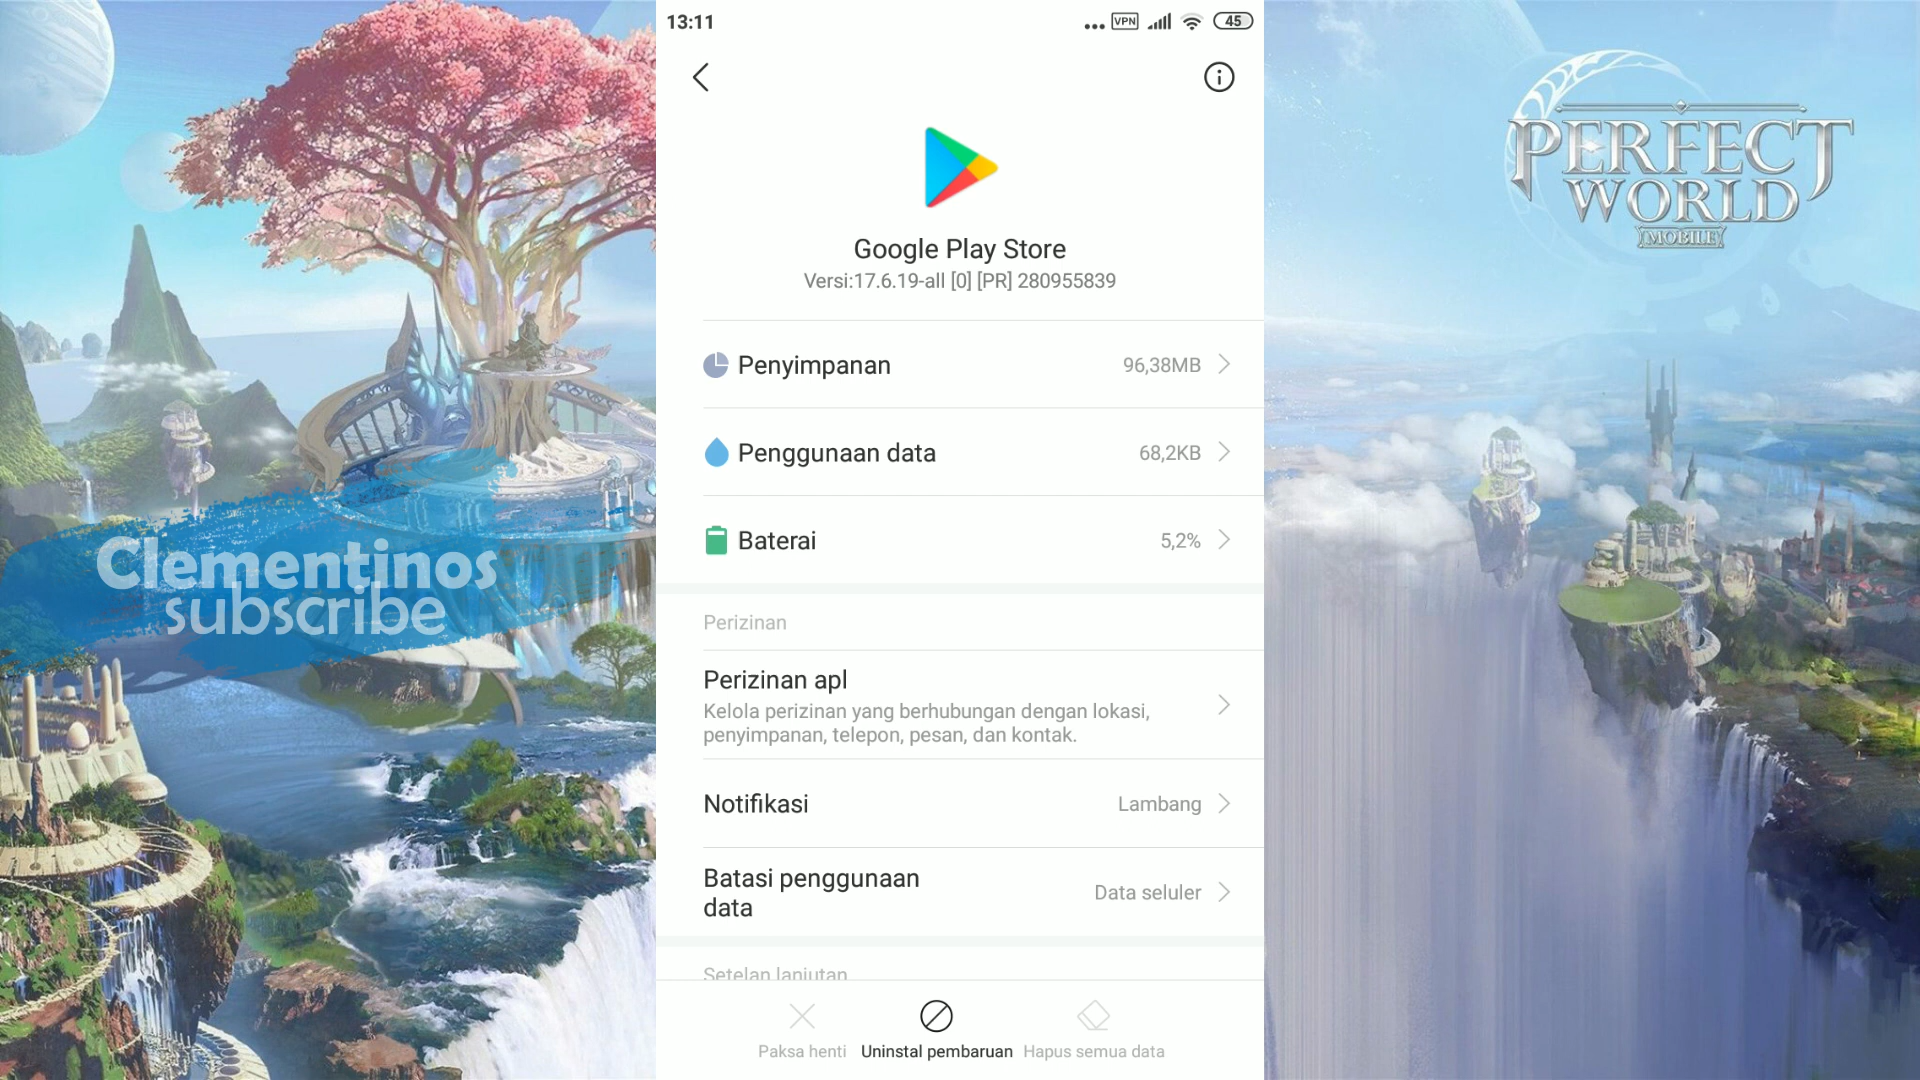 13:11
VPN
45
Google Play Store
Versi:17.6.19-all [0] [PR] 280955839
Penyimpanan
96,38MB
Penggunaan data
68,2KB
Baterai
5,2%
Perizinan
Perizinan apl
Kelola perizinan yang berhubungan dengan lokasi,
penyimpanan, telepon, pesan, dan kontak.
Notifikasi
Lambang
Batasi penggunaan
data
Data seluler
Setelan lanjutan
Paksa henti
Uninstal pembaruan
Hapus semua data
Clementinos
subscribe
PERFECT
WORLD
MOBILE